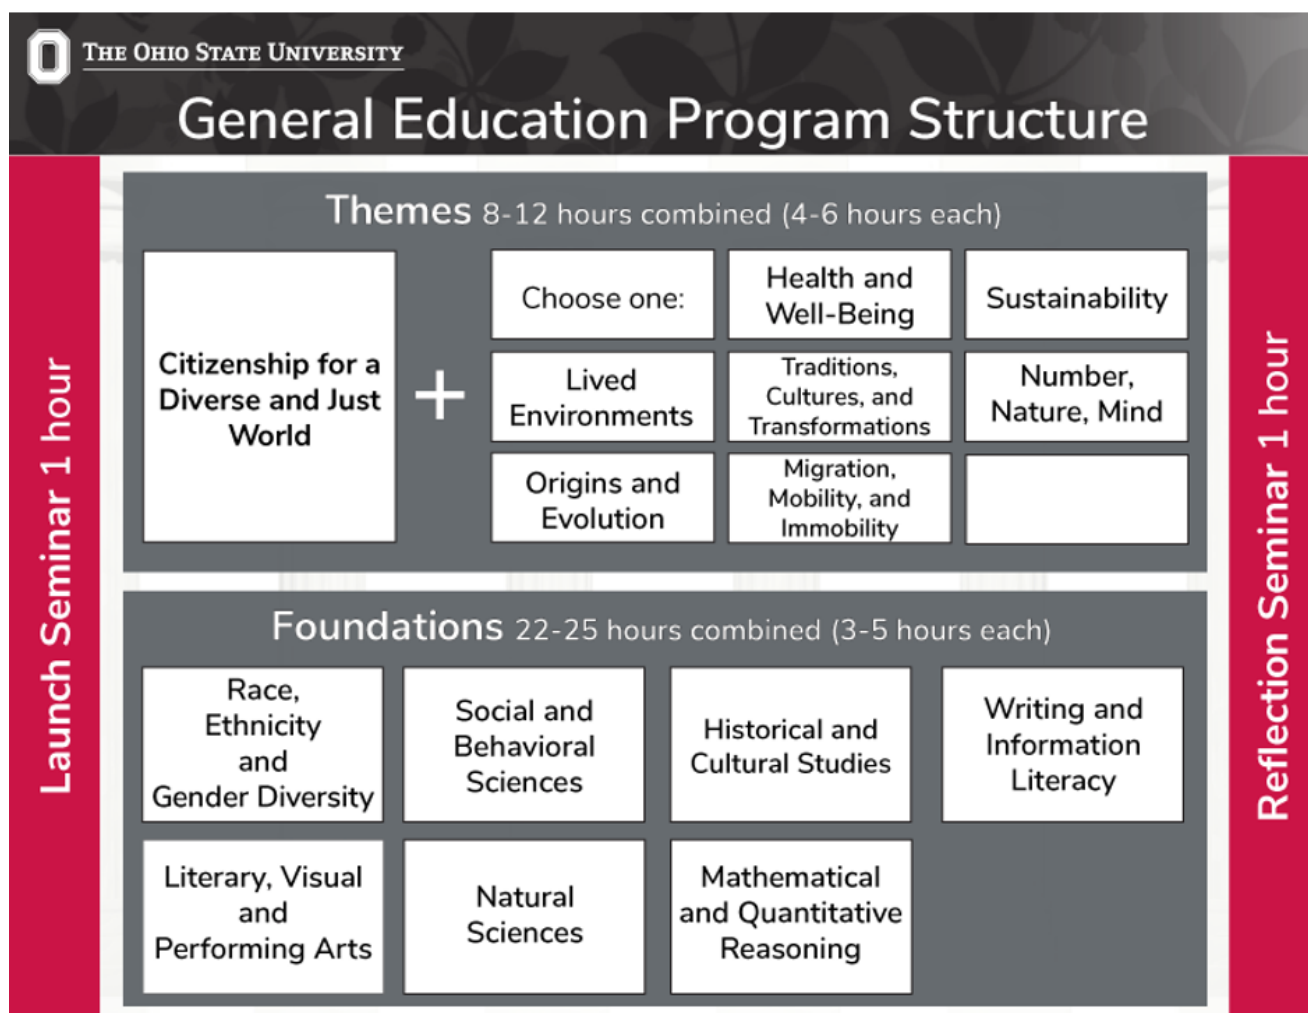 THE OHIO STATE UNIVERSITY
General Education Program Structure
Launch Seminar 1 hour
Themes 8-12 hours combined (4-6 hours each)
Citizenship for a
Diverse and Just
World
+
Choose one:
Health and
Well-Being
Sustainability
Lived
Environments
Traditions,
Cultures, and
Transformations
Number,
Nature, Mind
Origins and
Evolution
Migration,
Mobility, and
Immobility
Foundations 22-25 hours combined (3-5 hours each)
Race,
Ethnicity
and
Gender Diversity
Social and
Behavioral
Sciences
Historical and
Cultural Studies
Writing and
Information
Literacy
Literary, Visual
and
Performing Arts
Natural
Sciences
Mathematical
and Quantitative
Reasoning
Reflection Seminar 1 hour